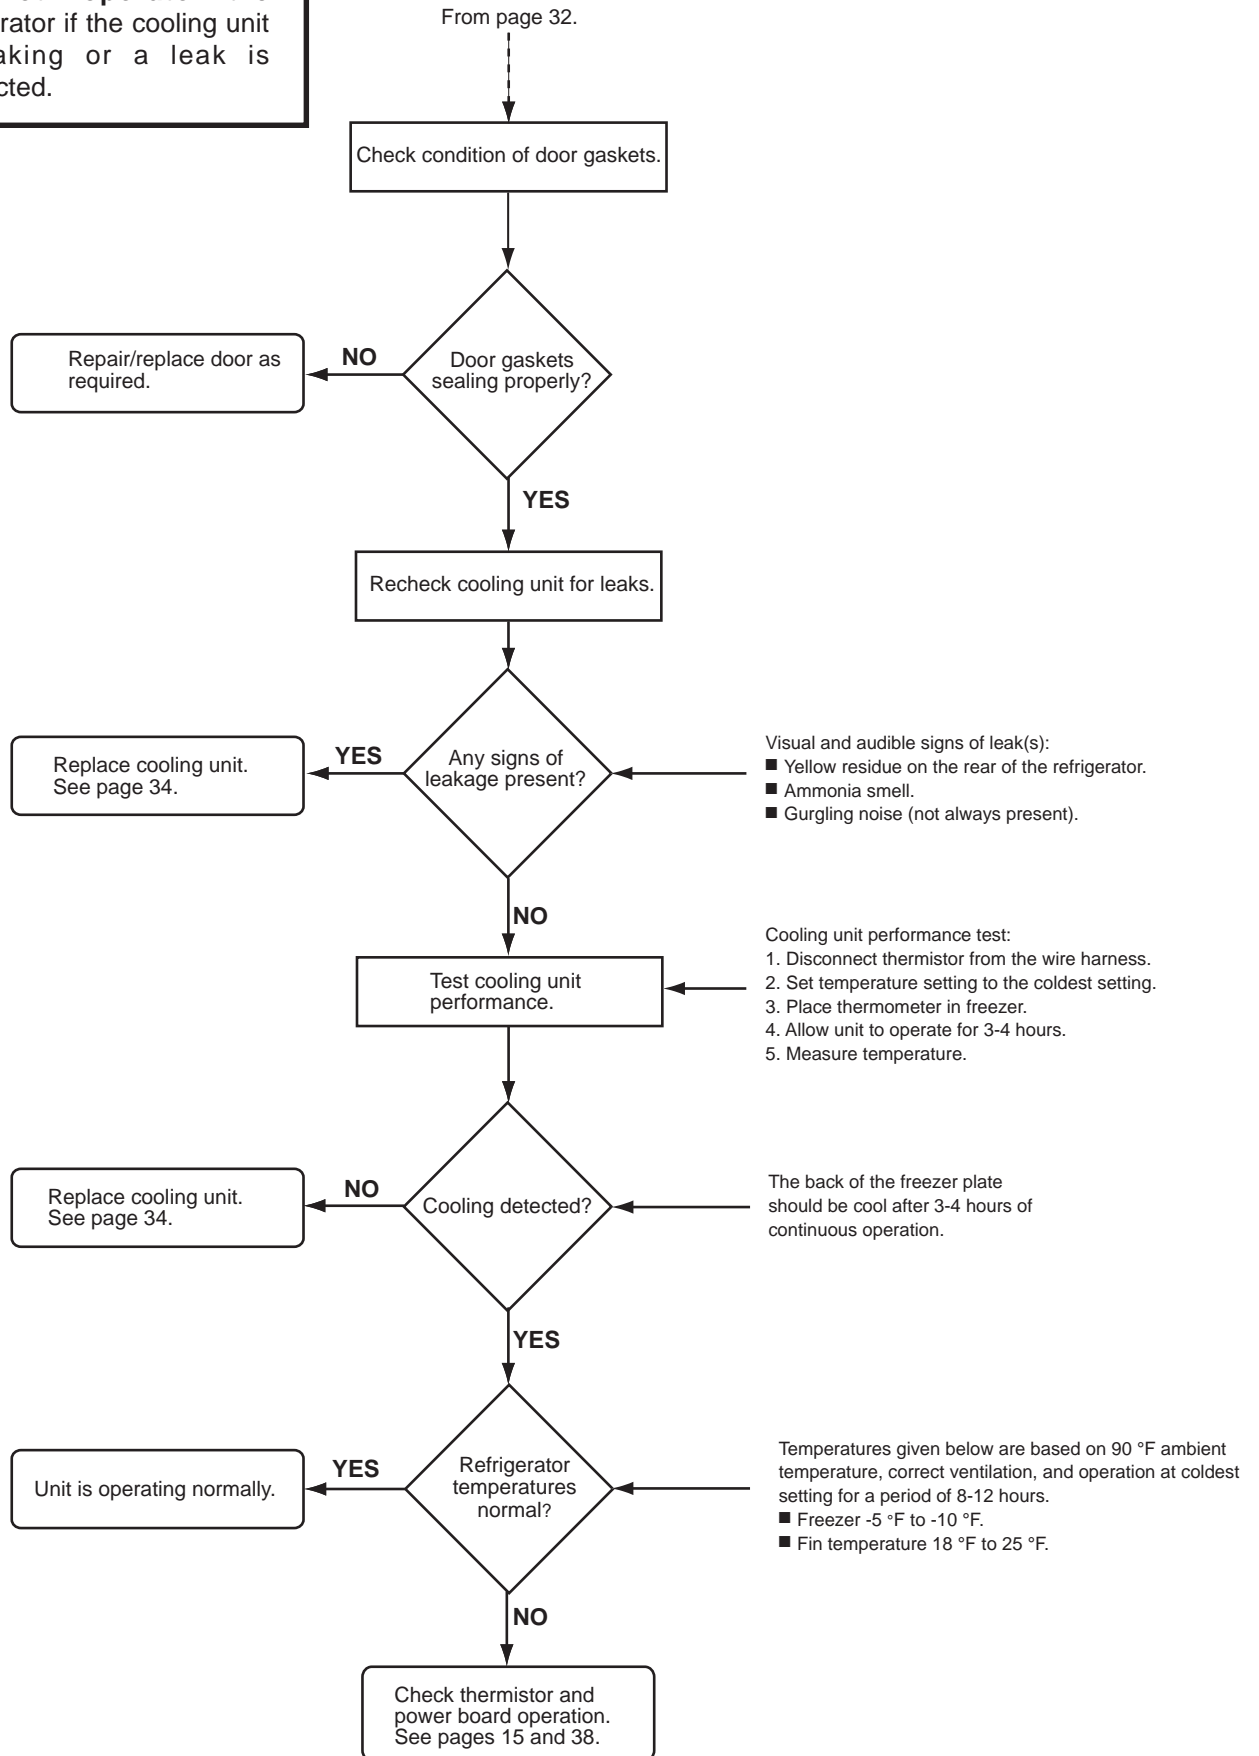 if the cooling unit
or a leak is
From page 32.
Check condition of door gaskets.
Door gaskets
sealing properly?
NO
Repair/replace door as
required.
YES
Recheck cooling unit for leaks.
Any signs of
leakage present?
YES
Replace cooling unit.
See page 34.
Visual and audible signs of leak(s):
■ Yellow residue on the rear of the refrigerator.
■ Ammonia smell.
■ Gurgling noise (not always present).
NO
Test cooling unit
performance.
Cooling unit performance test:
1. Disconnect thermistor from the wire harness.
2. Set temperature setting to the coldest setting.
3. Place thermometer in freezer.
4. Allow unit to operate for 3-4 hours.
5. Measure temperature.
Cooling detected?
NO
Replace cooling unit.
See page 34.
The back of the freezer plate
should be cool after 3-4 hours of
continuous operation.
YES
Refrigerator
temperatures
normal?
YES
Unit is operating normally.
Temperatures given below are based on 90 °F ambient
temperature, correct ventilation, and operation at coldest
setting for a period of 8-12 hours.
■ Freezer -5 °F to -10 °F.
■ Fin temperature 18 °F to 25 °F.
NO
Check thermistor and
power board operation.
See pages 15 and 38.